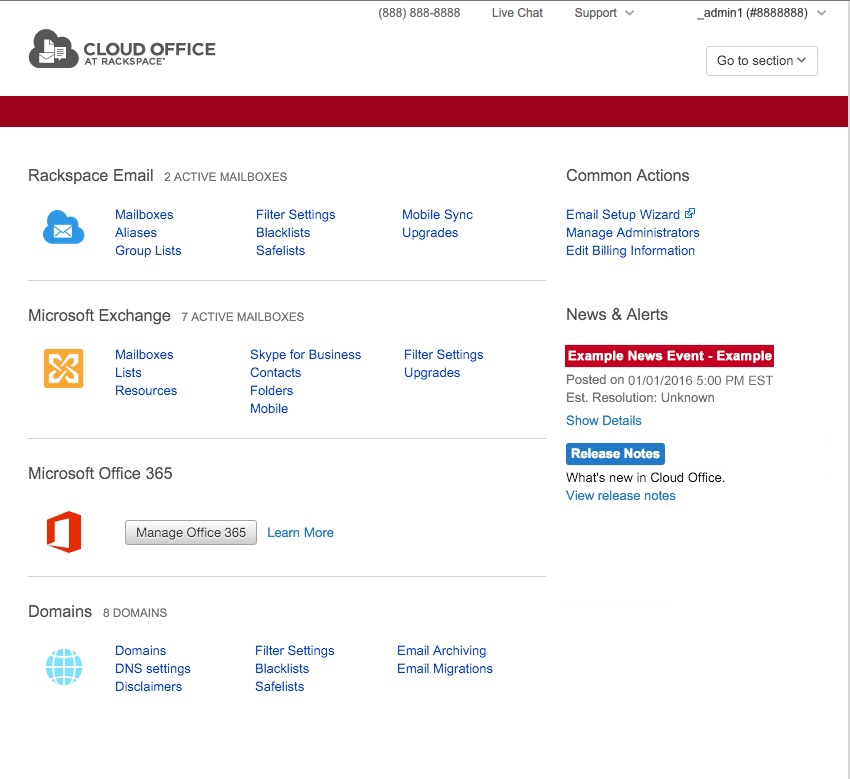 (888) 888-8888 Live Chat Support _admin1 (#8888888)
CLOUD OFFICE
AT RACKSPACE®
Go to section
Rackspace Email 2 ACTIVE MAILBOXES
Mailboxes Filter Settings Mobile Sync
Aliases Blacklists Upgrades
Group Lists Safelists
Microsoft Exchange 7 ACTIVE MAILBOXES
Mailboxes Skype for Business Filter Settings
Lists Contacts Upgrades
Resources Folders
Mobile
Microsoft Office 365
Manage Office 365 Learn More
Domains 8 DOMAINS
Domains Filter Settings Email Archiving
DNS settings Blacklists Email Migrations
Disclaimers Safelists
Common Actions
Email Setup Wizard
Manage Administrators
Edit Billing Information
News & Alerts
Example News Event - Example
Posted on 01/01/2016 5:00 PM EST
Est. Resolution: Unknown
Show Details
Release Notes
What's new in Cloud Office.
View release notes